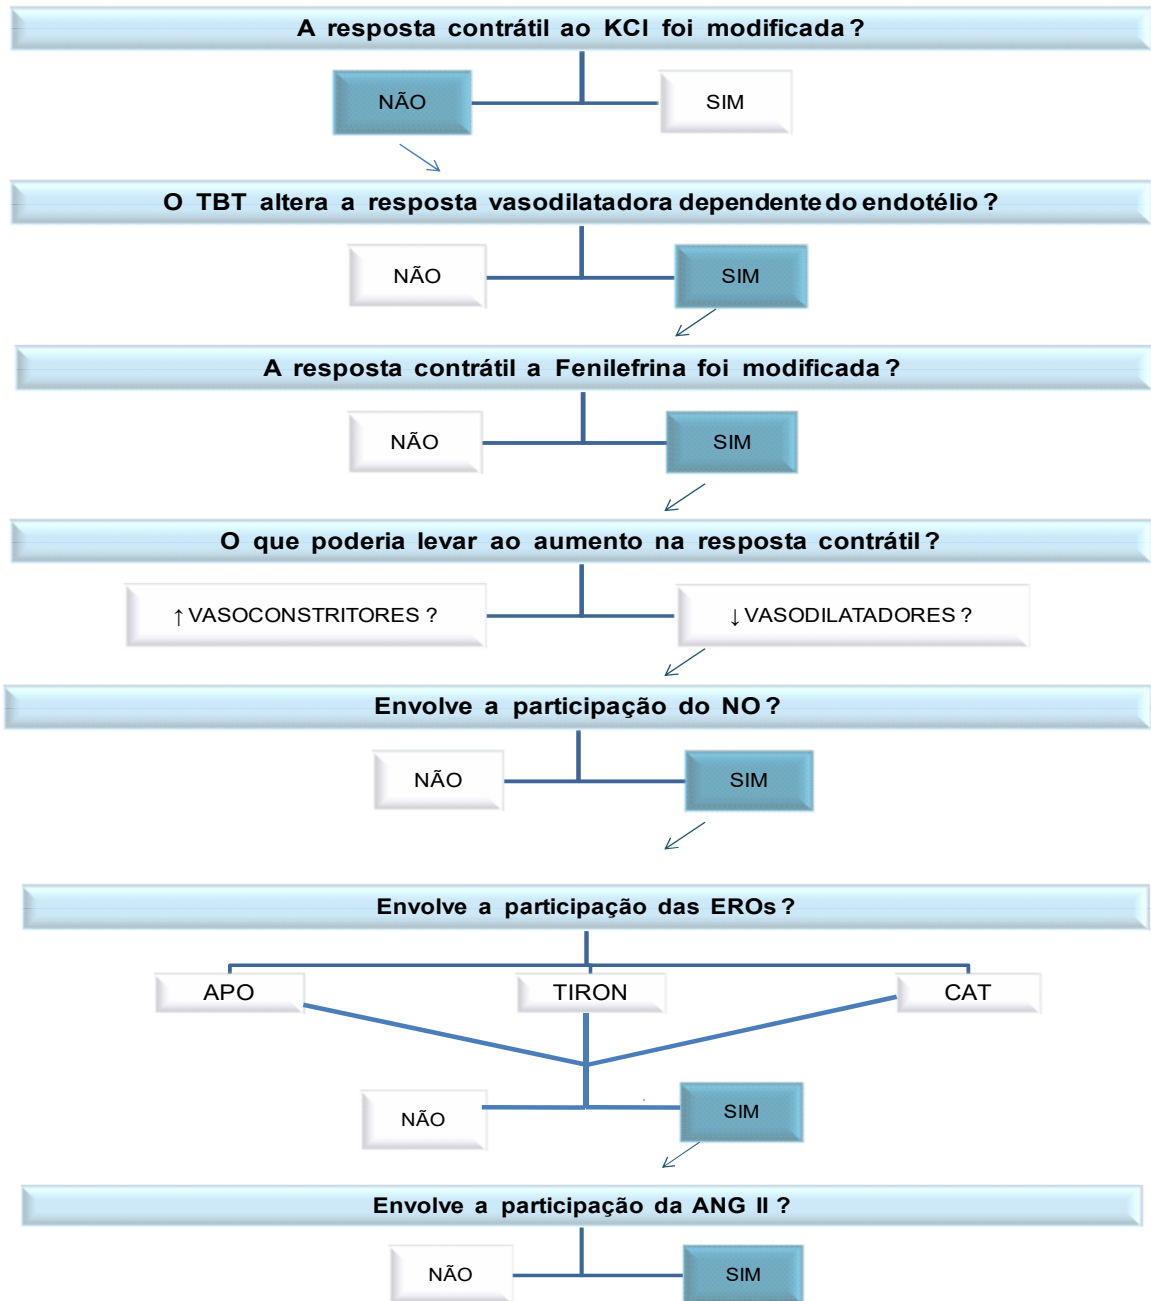 A resposta contrátil ao KCl foi modificada ?
NÃO
SIM
O TBT altera a resposta vasodilatadora dependente do endotélio ?
NÃO
SIM
A resposta contrátil a Fenilefrina foi modificada ?
NÃO
SIM
O que poderia levar ao aumento na resposta contrátil ?
↑ VASOCONSTRITORES ?
↓ VASODILATADORES ?
Envolve a participação do NO ?
NÃO
SIM
Envolve a participação das EROs ?
APO
TIRON
CAT
NÃO
SIM
Envolve a participação da ANG II ?
NÃO
SIM